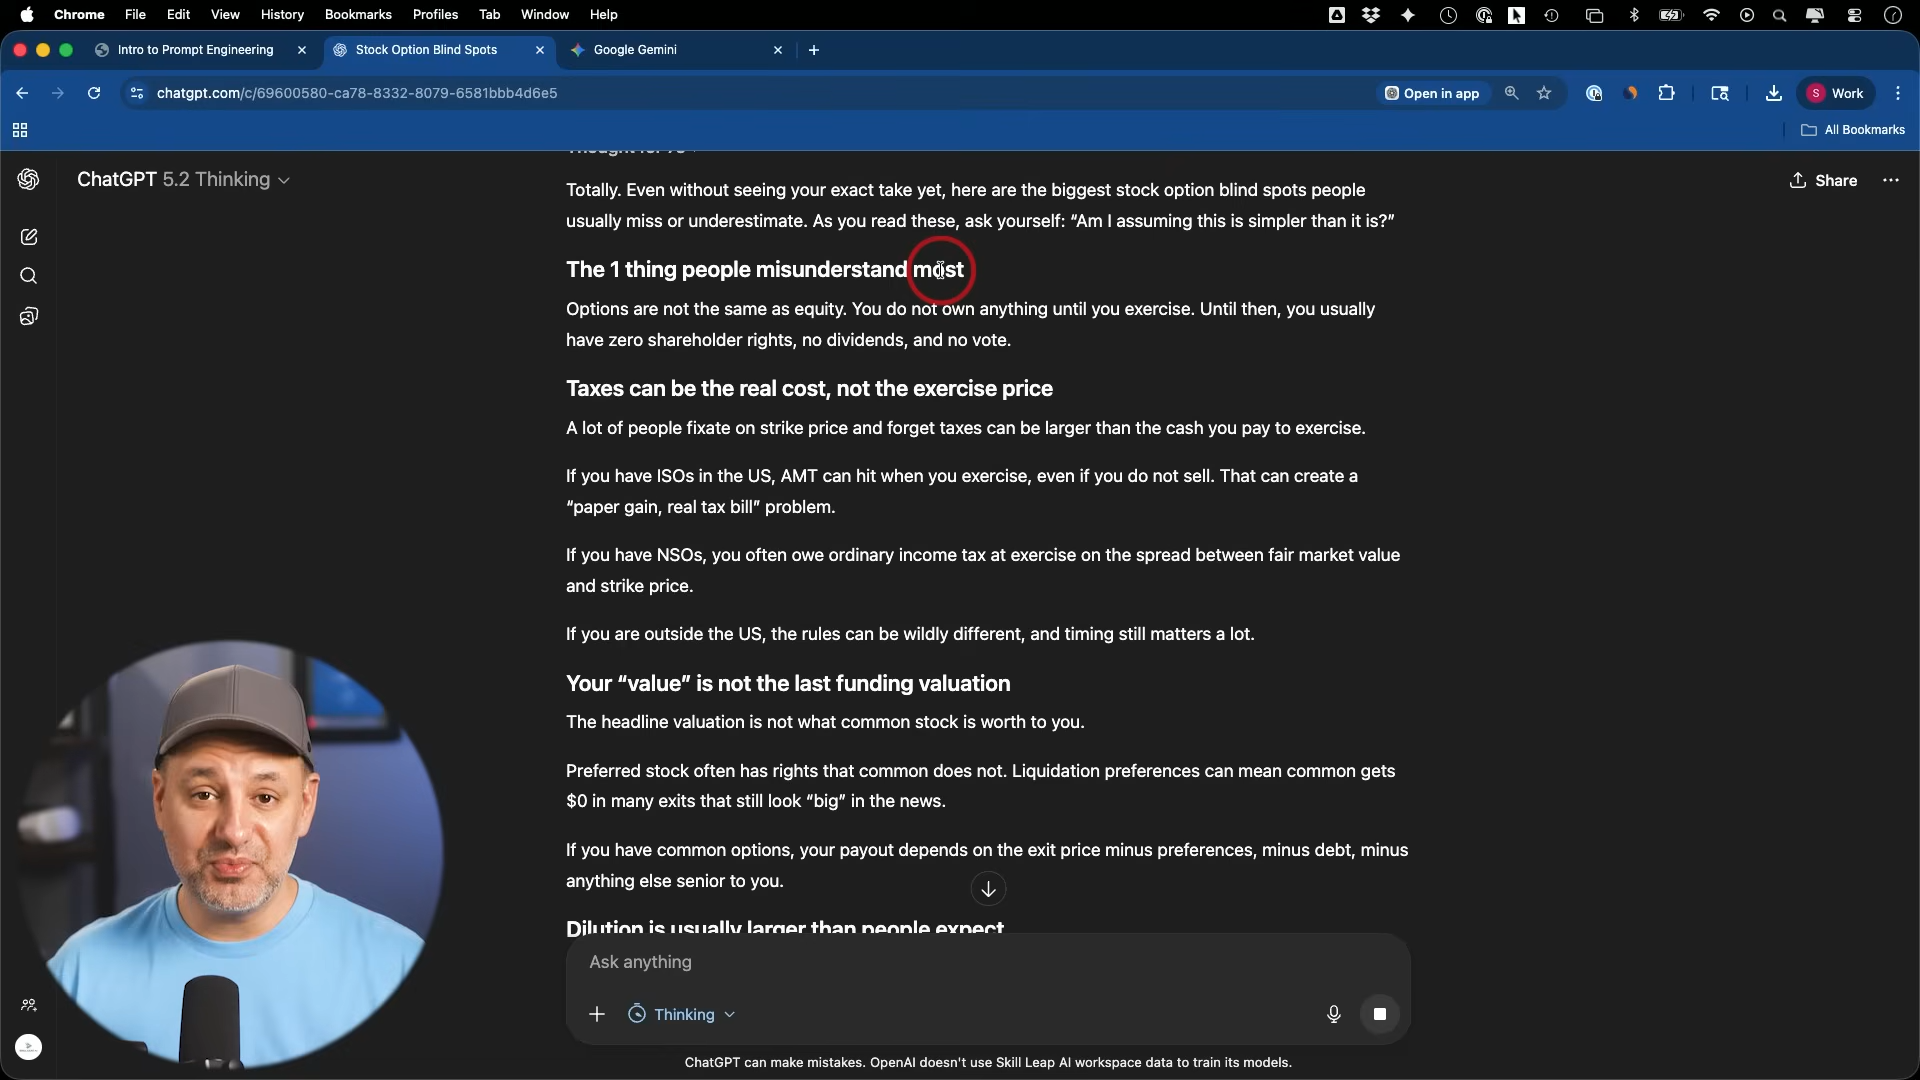 Chrome File Edit View History Bookmarks Profiles Tab Window Help
Intro to Prompt Engineering
Stock Option Blind Spots
Google Gemini
chatgpt.com/c/69600580-ca78-8332-8079-6581bbb4d6e5
Open in app
S Work
All Bookmarks
ChatGPT 5.2 Thinking
Share
Totally. Even without seeing your exact take yet, here are the biggest stock option blind spots people
usually miss or underestimate. As you read these, ask yourself: “Am I assuming this is simpler than it is?”
The 1 thing people misunderstand most
Options are not the same as equity. You do not own anything until you exercise. Until then, you usually
have zero shareholder rights, no dividends, and no vote.
Taxes can be the real cost, not the exercise price
A lot of people fixate on strike price and forget taxes can be larger than the cash you pay to exercise.
If you have ISOs in the US, AMT can hit when you exercise, even if you do not sell. That can create a
“paper gain, real tax bill” problem.
If you have NSOs, you often owe ordinary income tax at exercise on the spread between fair market value
and strike price.
If you are outside the US, the rules can be wildly different, and timing still matters a lot.
Your “value” is not the last funding valuation
The headline valuation is not what common stock is worth to you.
Preferred stock often has rights that common does not. Liquidation preferences can mean common gets
$0 in many exits that still look “big” in the news.
If you have common options, your payout depends on the exit price minus preferences, minus debt, minus
anything else senior to you.
Dilution is usually larger than people expect
Ask anything
Thinking
ChatGPT can make mistakes. OpenAI doesn't use Skill Leap AI workspace data to train its models.